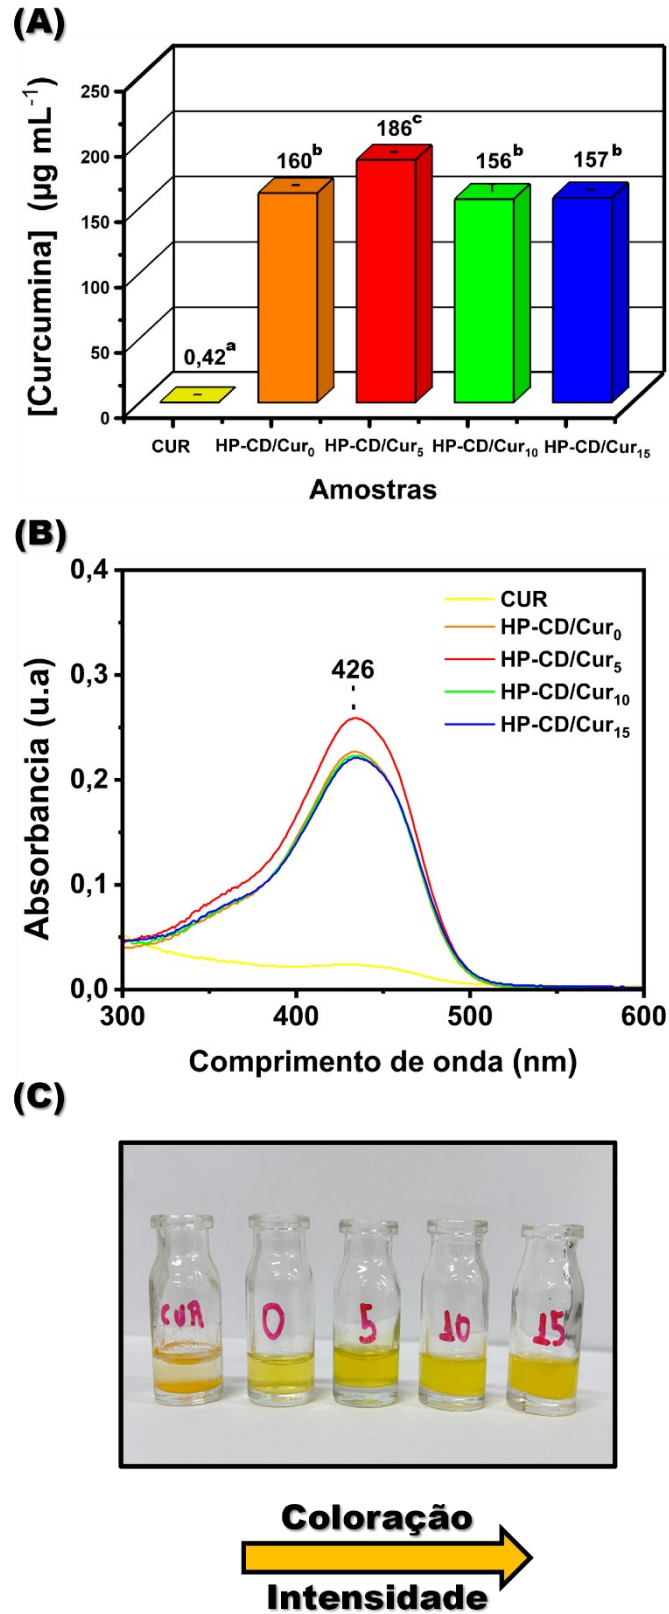 (A)
[Curcumina] (µg mL⁻¹)
250
200
150
100
50
0
0,42ᵃ
160ᵇ
186ᶜ
156ᵇ
157 ᵇ
CUR HP-CD/Cur₀ HP-CD/Cur₅ HP-CD/Cur₁₀ HP-CD/Cur₁₅
Amostras
(B)
Absorbancia (u.a)
0,4
0,3
0,2
0,1
0,0
426
CUR
HP-CD/Cur₀
HP-CD/Cur₅
HP-CD/Cur₁₀
HP-CD/Cur₁₅
300 400 500 600
Comprimento de onda (nm)
(C)
CUR 0 5 10 15
Coloração
Intensidade